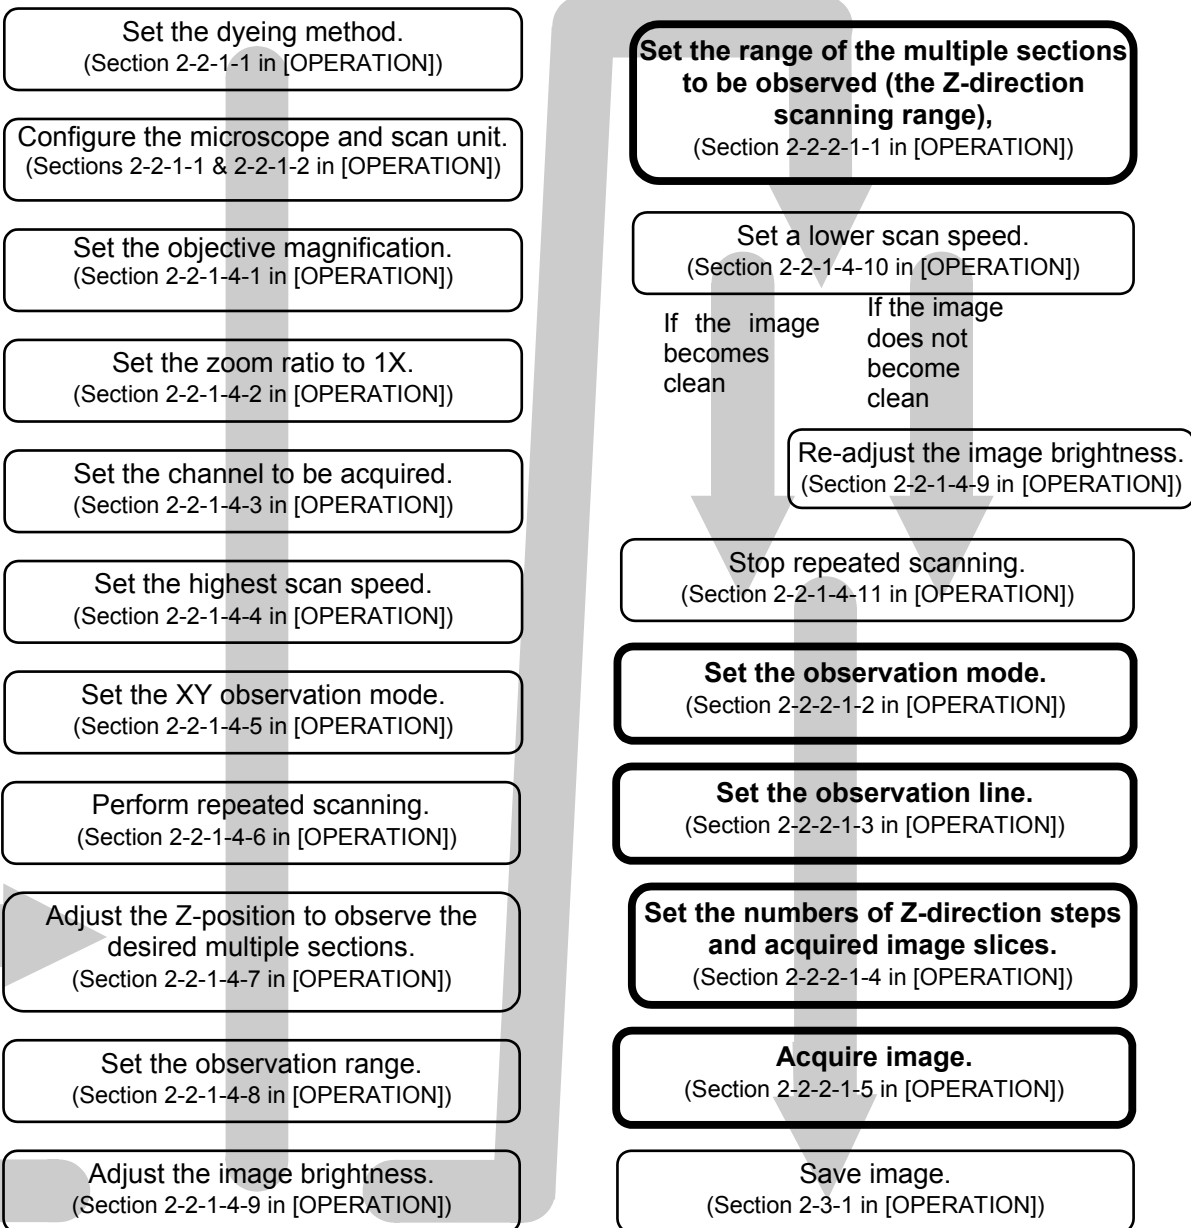 Set the dyeing method.
(Section 2-2-1-1 in [OPERATION])
Configure the microscope and scan unit.
(Sections 2-2-1-1 & 2-2-1-2 in [OPERATION])
Set the objective magnification.
(Section 2-2-1-4-1 in [OPERATION])
Set the zoom ratio to 1X.
(Section 2-2-1-4-2 in [OPERATION])
Set the channel to be acquired.
(Section 2-2-1-4-3 in [OPERATION])
Set the highest scan speed.
(Section 2-2-1-4-4 in [OPERATION])
Set the XY observation mode.
(Section 2-2-1-4-5 in [OPERATION])
Perform repeated scanning.
(Section 2-2-1-4-6 in [OPERATION])
Adjust the Z-position to observe the
desired multiple sections.
(Section 2-2-1-4-7 in [OPERATION])
Set the observation range.
(Section 2-2-1-4-8 in [OPERATION])
Adjust the image brightness.
(Section 2-2-1-4-9 in [OPERATION])
Set the range of the multiple sections
to be observed (the Z-direction
scanning range),
(Section 2-2-2-1-1 in [OPERATION])
Set a lower scan speed.
(Section 2-2-1-4-10 in [OPERATION])
If the image
becomes
clean
If the image
does not
become
clean
Re-adjust the image brightness.
(Section 2-2-1-4-9 in [OPERATION])
Stop repeated scanning.
(Section 2-2-1-4-11 in [OPERATION])
Set the observation mode.
(Section 2-2-2-1-2 in [OPERATION])
Set the observation line.
(Section 2-2-2-1-3 in [OPERATION])
Set the numbers of Z-direction steps
and acquired image slices.
(Section 2-2-2-1-4 in [OPERATION])
Acquire image.
(Section 2-2-2-1-5 in [OPERATION])
Save image.
(Section 2-3-1 in [OPERATION])